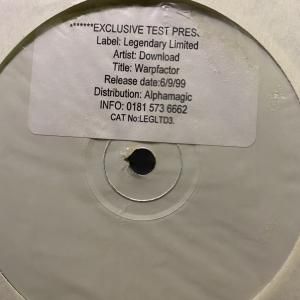 *******EXCLUSIVE TEST PRES
Label: Legendary Limited
Artist: Download
Title: Warpfactor
Release date:6/9/99
Distribution: Alphamagic
INFO: 0181 573 6662
CAT No:LEGLTD3.